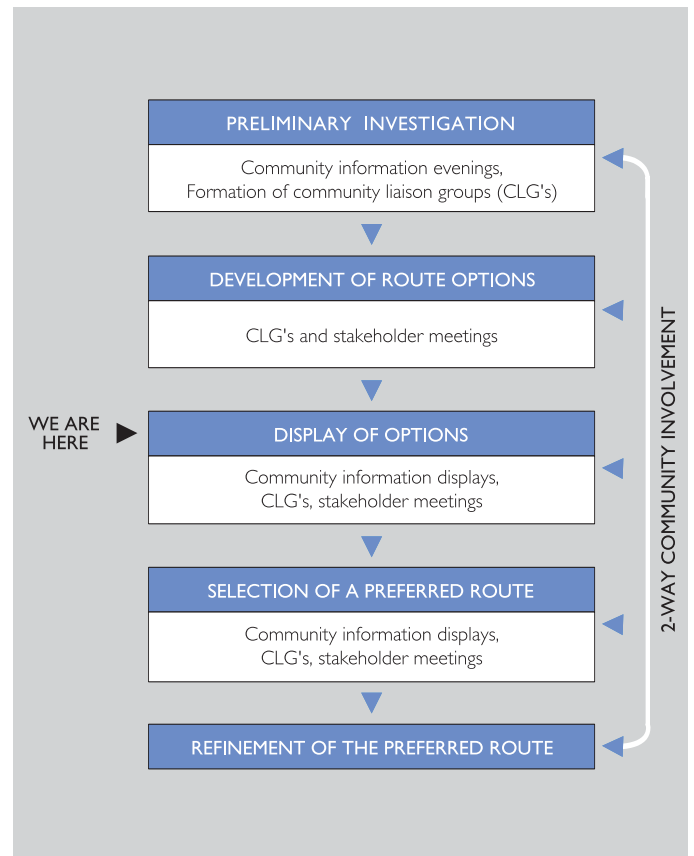 PRELIMINARY INVESTIGATION
Community information evenings,
Formation of community liaison groups (CLG's)
DEVELOPMENT OF ROUTE OPTIONS
CLG's and stakeholder meetings
WE ARE
HERE
DISPLAY OF OPTIONS
Community information displays,
CLG's, stakeholder meetings
SELECTION OF A PREFERRED ROUTE
Community information displays,
CLG's, stakeholder meetings
REFINEMENT OF THE PREFERRED ROUTE
2-WAY COMMUNITY INVOLVEMENT